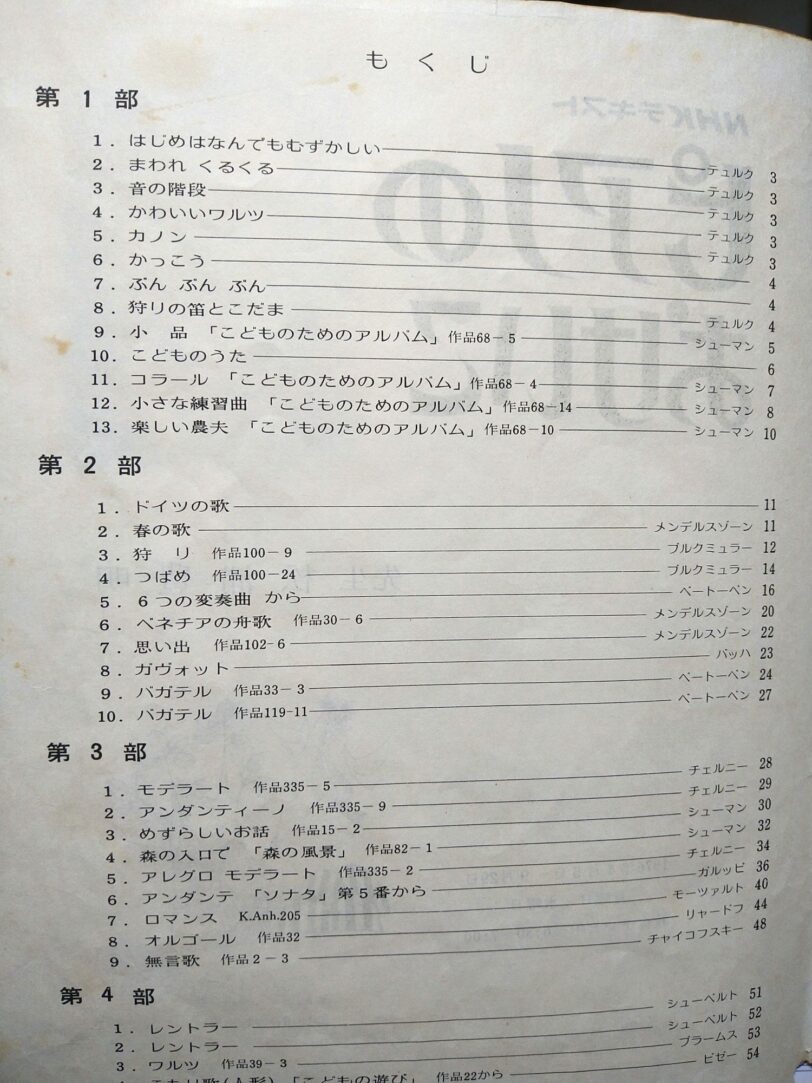 もくじ
第1部
1. はじめはなんでもむずかしい テュルク 3
2. まわれ くるくる テュルク 3
3. 音の階段 テュルク 3
4. かわいいワルツ テュルク 3
5. カノン テュルク 3
6. かっこう 4
7. ぶん ぶん ぶん 4
8. 狩りの笛とこだま テュルク 4
9. 小 品 「こどものためのアルバム」作品68−5 シューマン 5
10. こどものうた 6
11. コラール 「こどものためのアルバム」作品68−4 シューマン 7
12. 小さな練習曲 「こどものためのアルバム」作品68−14 シューマン 8
13. 楽しい農夫 「こどものためのアルバム」作品68−10 シューマン 10
第2部
1. ドイツの歌 11
2. 春の歌 メンデルスゾーン 11
3. 狩 り 作品100−9 ブルクミュラー 12
4. つばめ 作品100−24 ブルクミュラー 14
5. 6つの変奏曲 から ベートーベン 16
6. ベネチアの舟歌 作品30−6 メンデルスゾーン 20
7. 思い出 作品102-6 メンデルスゾーン 22
8. ガヴォット バッハ 23
9. バガテル 作品33−3 ベートーベン 24
10. バガテル 作品119-11 ベートーベン 27
第3部
1. モデラート 作品335−5 チェルニー 28
2. アンダンティーノ 作品335−9 チェルニー 29
3. めずらしいお話 作品15−2 シューマン 30
4. 森の入口で 「森の風景」 作品82−1 シューマン 32
5. アレグロ モデラート 作品335−2 チェルニー 34
6. アンダンテ 「ソナタ」第5番から ガルッピ 36
7. ロマンス K.Anh.205 モーツァルト 40
8. オルゴール 作品32 リャードフ 44
9. 無言歌 作品2−3 チャイコフスキー 48
第4部
1. レントラー シューベルト 51
2. レントラー シューベルト 52
3. ワルツ 作品39−3 ブラームス 53
4. こもり歌(人形) 「こどもの遊び」 作品22から ビゼー 54